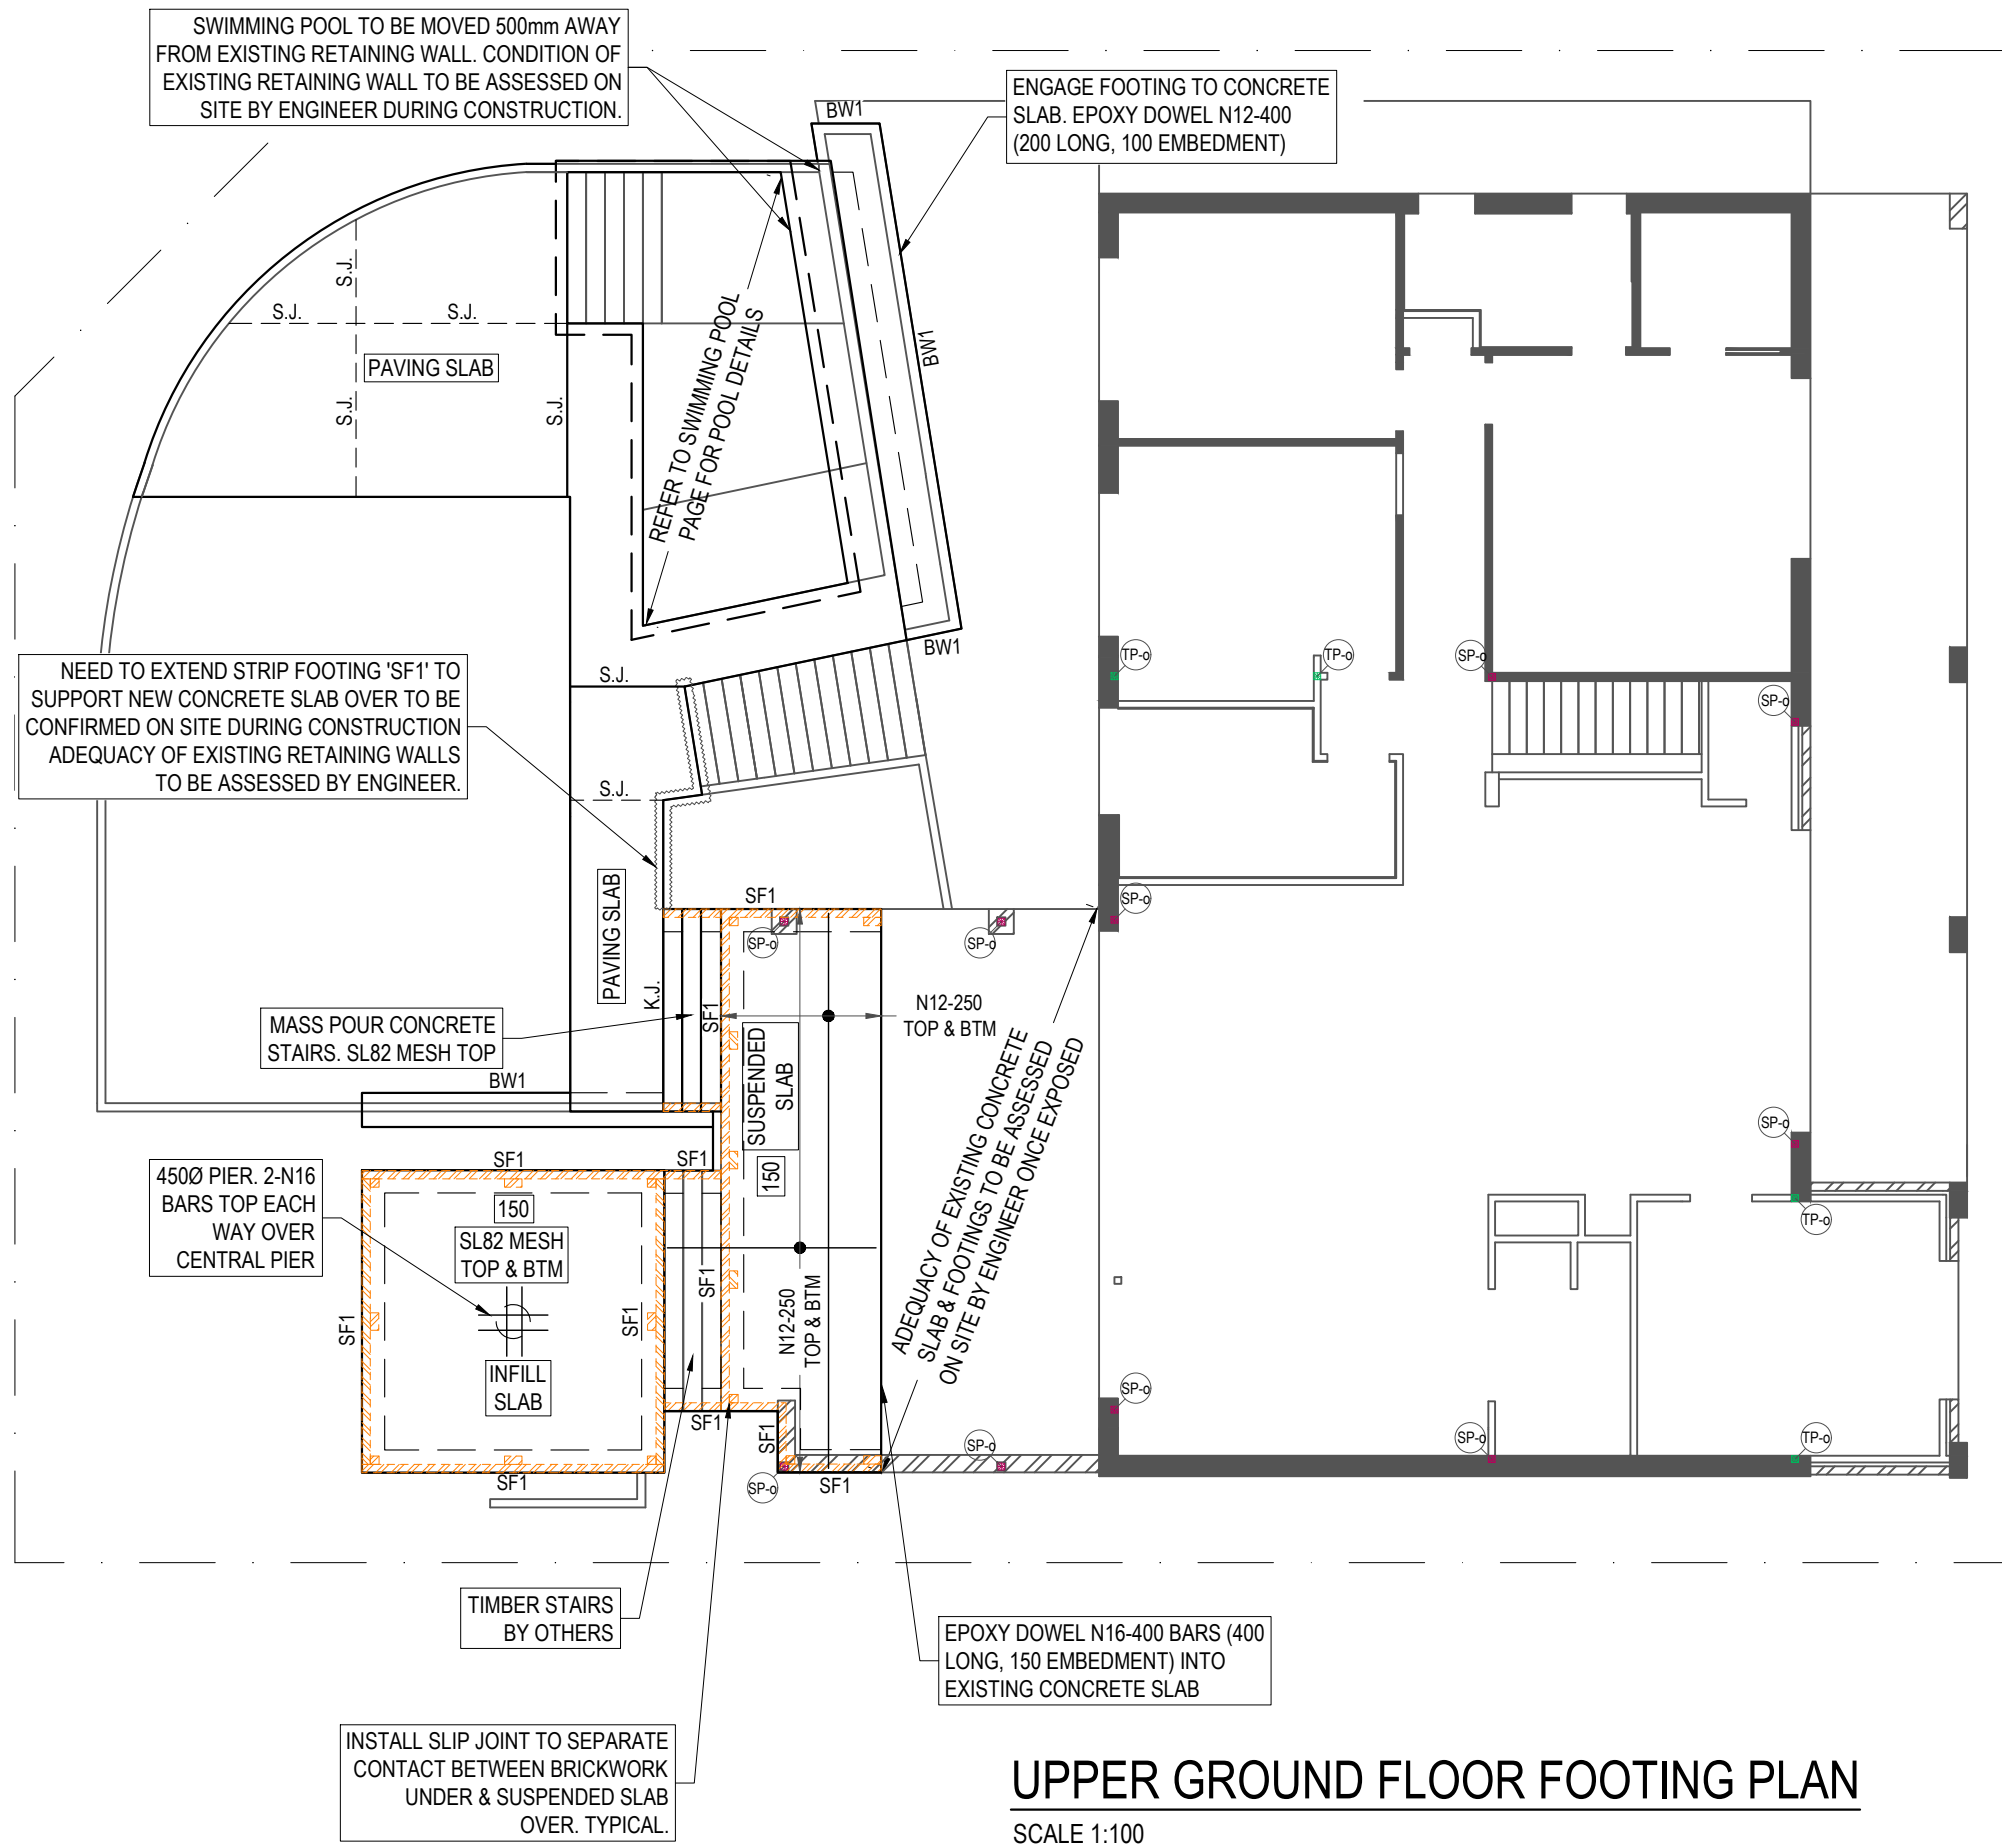 SWIMMING POOL TO BE MOVED 500mm AWAY
FROM EXISTING RETAINING WALL. CONDITION OF
EXISTING RETAINING WALL TO BE ASSESSED ON
SITE BY ENGINEER DURING CONSTRUCTION.
ENGAGE FOOTING TO CONCRETE
SLAB. EPOXY DOWEL N12-400
(200 LONG, 100 EMBEDMENT)
BW1
S.J.
S.J.
S.J.
PAVING SLAB
S.J.
S.J.
REFER TO SWIMMING POOL
PAGE FOR POOL DETAILS
BW1
BW1
NEED TO EXTEND STRIP FOOTING 'SF1' TO
SUPPORT NEW CONCRETE SLAB OVER TO BE
CONFIRMED ON SITE DURING CONSTRUCTION
ADEQUACY OF EXISTING RETAINING WALLS
TO BE ASSESSED BY ENGINEER.
S.J.
S.J.
TP-o
TP-o
SP-o
SP-o
SP-o
SF1
SP-o
SP-o
PAVING SLAB
K.J.
SF1
MASS POUR CONCRETE
STAIRS. SL82 MESH TOP
N12-250
TOP & BTM
SUSPENDED
SLAB
150
BW1
ADEQUACY OF EXISTING CONCRETE
SLAB & FOOTINGS TO BE ASSESSED
ON SITE BY ENGINEER ONCE EXPOSED
SP-o
TP-o
450Ø PIER. 2-N16
BARS TOP EACH
WAY OVER
CENTRAL PIER
SF1
SF1
150
SL82 MESH
TOP & BTM
SF1
SF1
SF1
INFILL
SLAB
N12-250
TOP & BTM
SF1
SF1
SF1
SF1
SP-o
SP-o
SP-o
SP-o
TP-o
TIMBER STAIRS
BY OTHERS
EPOXY DOWEL N16-400 BARS (400
LONG, 150 EMBEDMENT) INTO
EXISTING CONCRETE SLAB
INSTALL SLIP JOINT TO SEPARATE
CONTACT BETWEEN BRICKWORK
UNDER & SUSPENDED SLAB
OVER. TYPICAL.
UPPER GROUND FLOOR FOOTING PLAN
SCALE 1:100